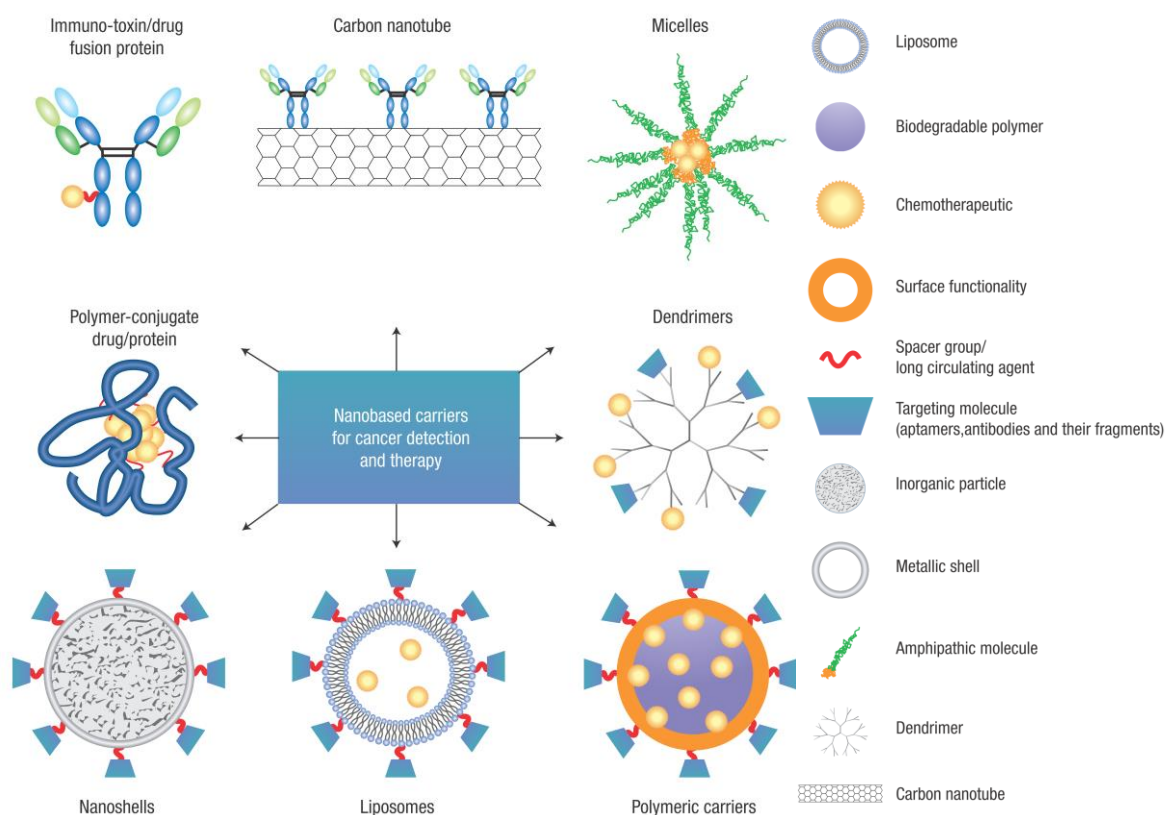 Immuno-toxin/drug
fusion protein
Carbon nanotube
Micelles
Polymer-conjugate
drug/protein
Nanobased carriers
for cancer detection
and therapy
Dendrimers
Nanoshells
Liposomes
Polymeric carriers
Liposome
Biodegradable polymer
Chemotherapeutic
Surface functionality
Spacer group/
long circulating agent
Targeting molecule
(aptamers,antibodies and their fragments)
Inorganic particle
Metallic shell
Amphipathic molecule
Dendrimer
Carbon nanotube